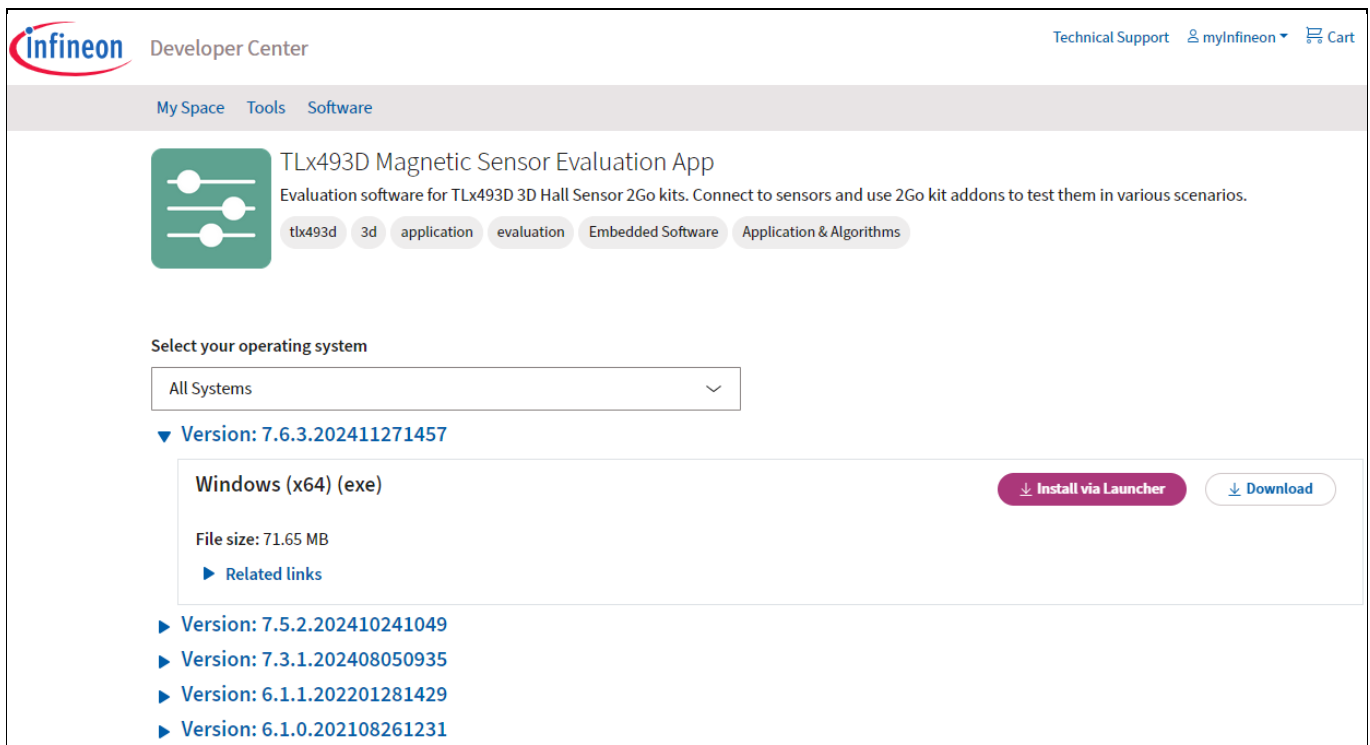 infineon Developer Center Technical Support myInfineon Cart
My Space Tools Software
TLx493D Magnetic Sensor Evaluation App
Evaluation software for TLx493D 3D Hall Sensor 2Go kits. Connect to sensors and use 2Go kit addons to test them in various scenarios.
tlx493d 3d application evaluation Embedded Software Application & Algorithms
Select your operating system
All Systems
Version: 7.6.3.202411271457
Windows (x64) (exe) Install via Launcher Download
File size: 71.65 MB
Related links
Version: 7.5.2.202410241049
Version: 7.3.1.202408050935
Version: 6.1.1.202201281429
Version: 6.1.0.202108261231